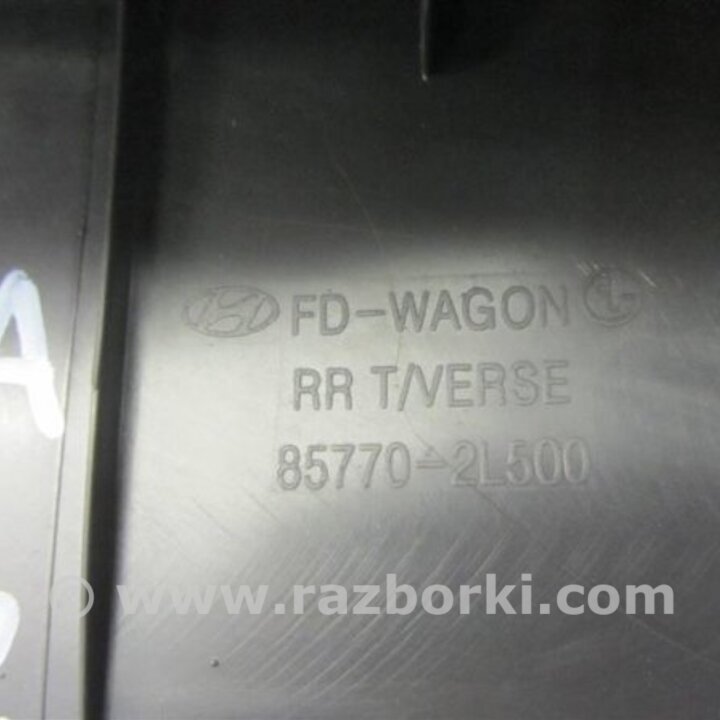 FD-WAGON
RR T/VERSE
85770-2L500
A
© www.razborki.com